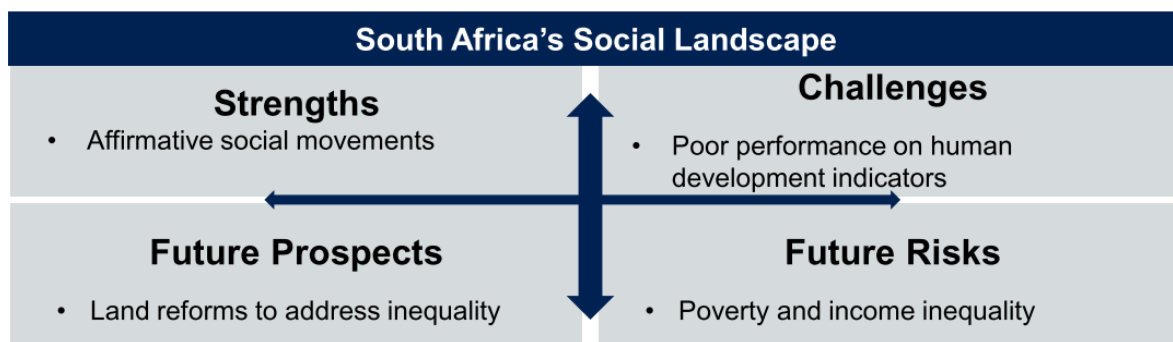 South Africa's Social Landscape
Strengths
• Affirmative social movements
Challenges
• Poor performance on human
development indicators
Future Prospects
• Land reforms to address inequality
Future Risks
• Poverty and income inequality